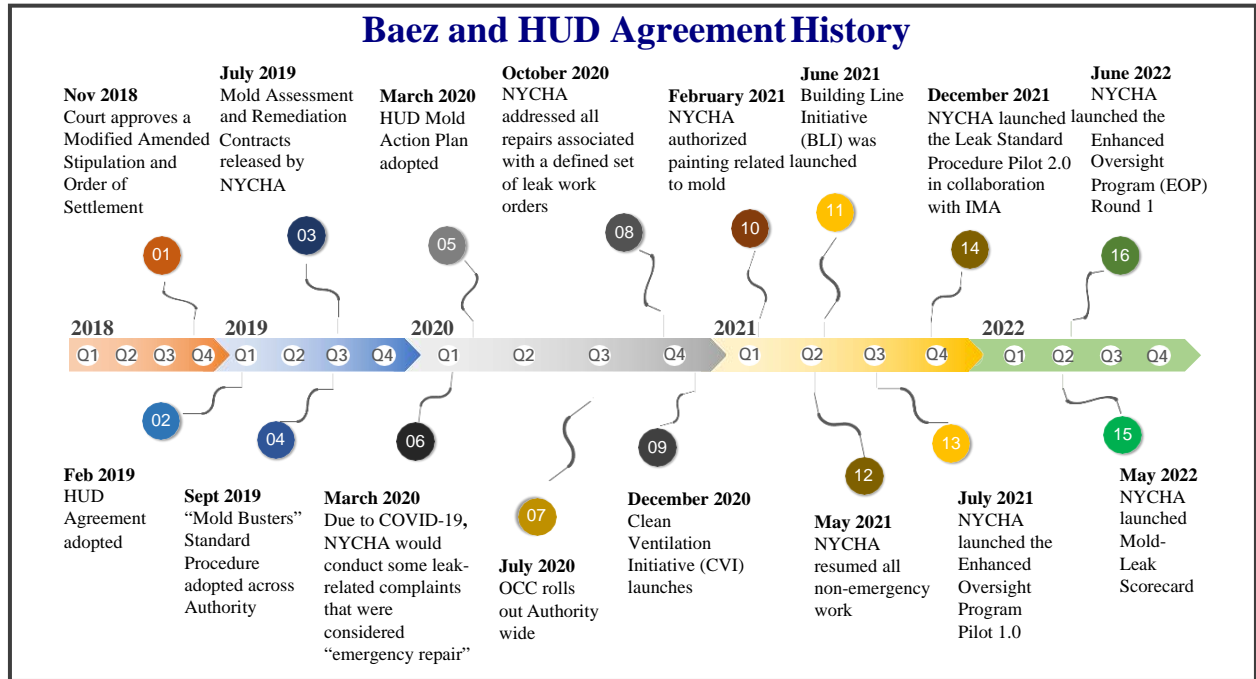 Baez and HUD Agreement History
Nov 2018
Court approves a
Modified Amended
Stipulation and
Order of
Settlement
July 2019
Mold Assessment
and Remediation
Contracts
released by
NYCHA
March 2020
HUD Mold
Action Plan
adopted
October 2020
NYCHA
addressed all
repairs associated
with a defined set
of leak work
orders
February 2021
NYCHA
authorized
painting related
to mold
June 2021
Building Line
Initiative
(BLI) was
launched
December 2021
NYCHA launched
the Leak Standard
Procedure Pilot 2.0
in collaboration
with IMA
June 2022
NYCHA
launched the
Enhanced
Oversight
Program (EOP)
Round 1
01
03
05
08
10
11
14
16
2018
2019
2020
2021
2022
Q1 Q2 Q3 Q4
Q1 Q2 Q3 Q4
Q1 Q2 Q3 Q4
Q1 Q2 Q3 Q4
Q1 Q2 Q3 Q4
02
04
06
07
09
12
13
15
Feb 2019
HUD
Agreement
adopted
Sept 2019
“Mold Busters”
Standard
Procedure
adopted across
Authority
March 2020
Due to COVID-19,
NYCHA would
conduct some leak-
related complaints
that were
considered
“emergency repair”
July 2020
OCC rolls
out Authority
wide
December 2020
Clean
Ventilation
Initiative (CVI)
launches
May 2021
NYCHA
resumed all
non-emergency
work
July 2021
NYCHA
launched the
Enhanced
Oversight
Program
Pilot 1.0
May 2022
NYCHA
launched
Mold-
Leak
Scorecard